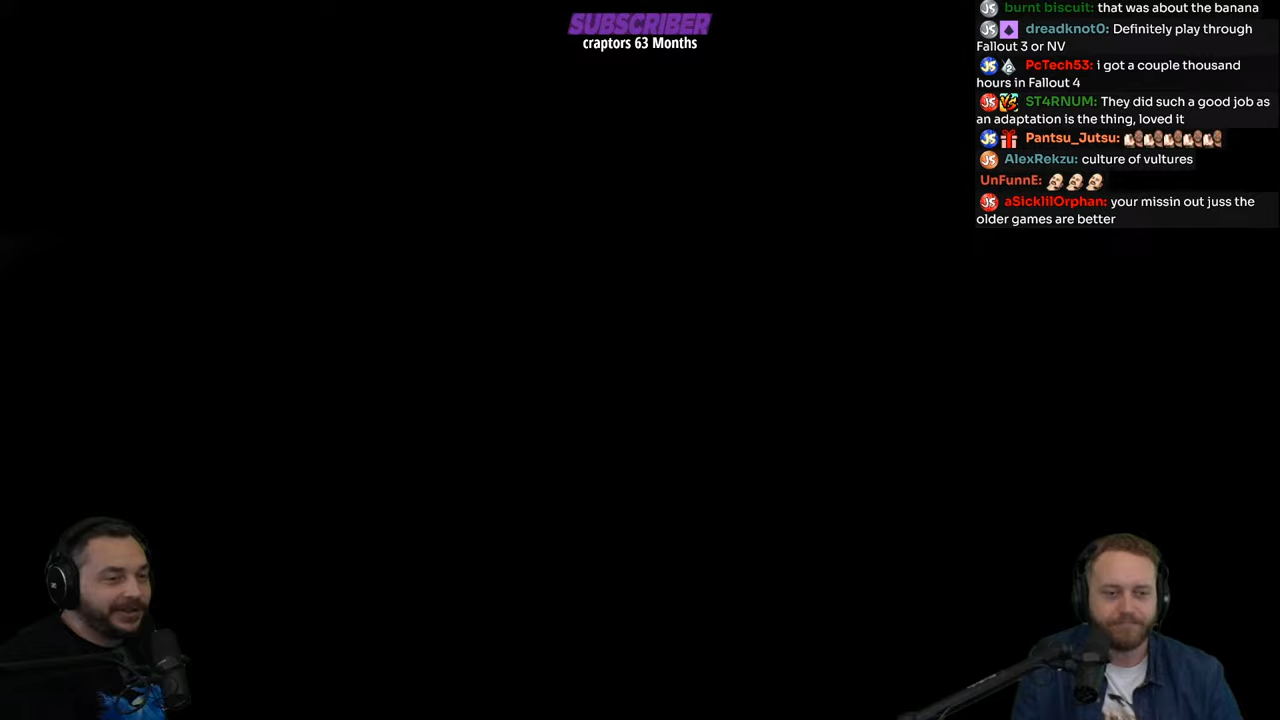 SUBSCRIBER
craptors 63 Months
burnt biscuit: that was about the banana
dreadknot0: Definitely play through
Fallout 3 or NV
PcTech53: i got a couple thousand
hours in Fallout 4
ST4RNUM: They did such a good job as
an adaptation is the thing, loved it
Pantsu_Jutsu:
AlexRekzu: culture of vultures
UnFunnE:
aSicklilOrphan: your missin out juss the
older games are better